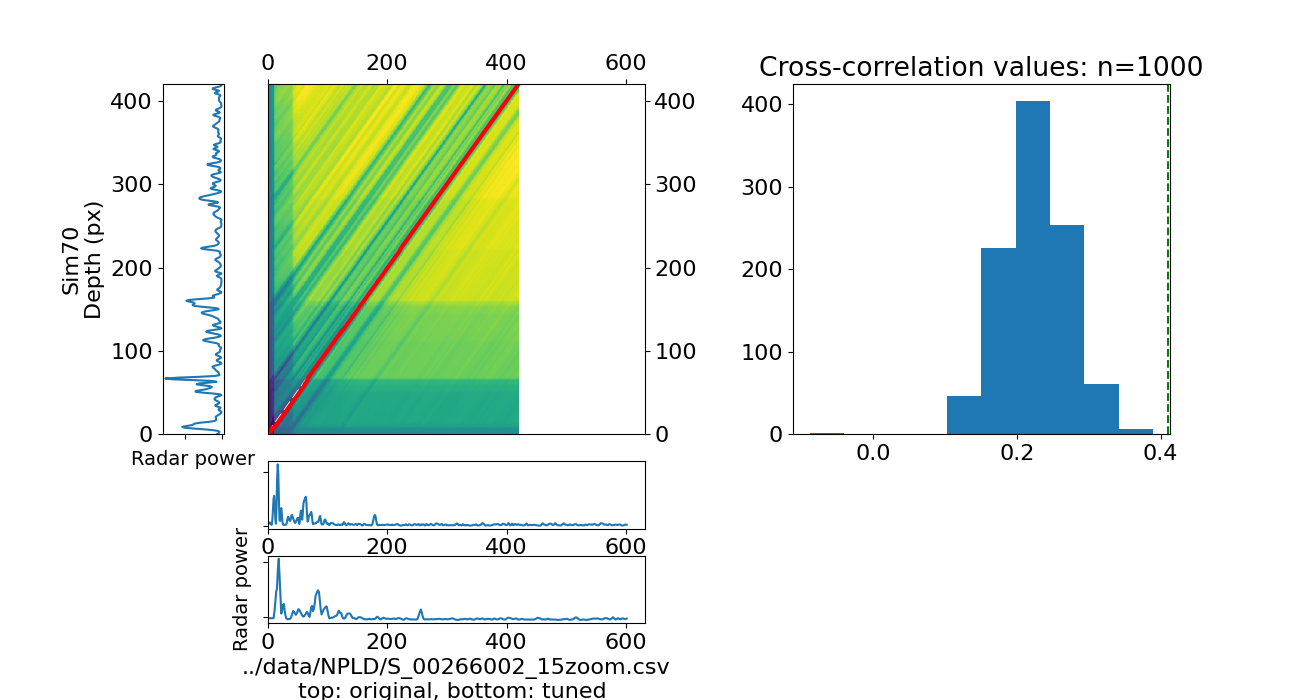 0 200 400 600
Cross-correlation values: n=1000
400
300
200
100
0
Sim70
Depth (px)
Radar power
400
300
200
100
0
400
300
200
100
0
0.0 0.2 0.4
0 200 400 600
Radar power
0 200 400 600
../data/NPLD/S_00266002_15zoom.csv
top: original, bottom: tuned